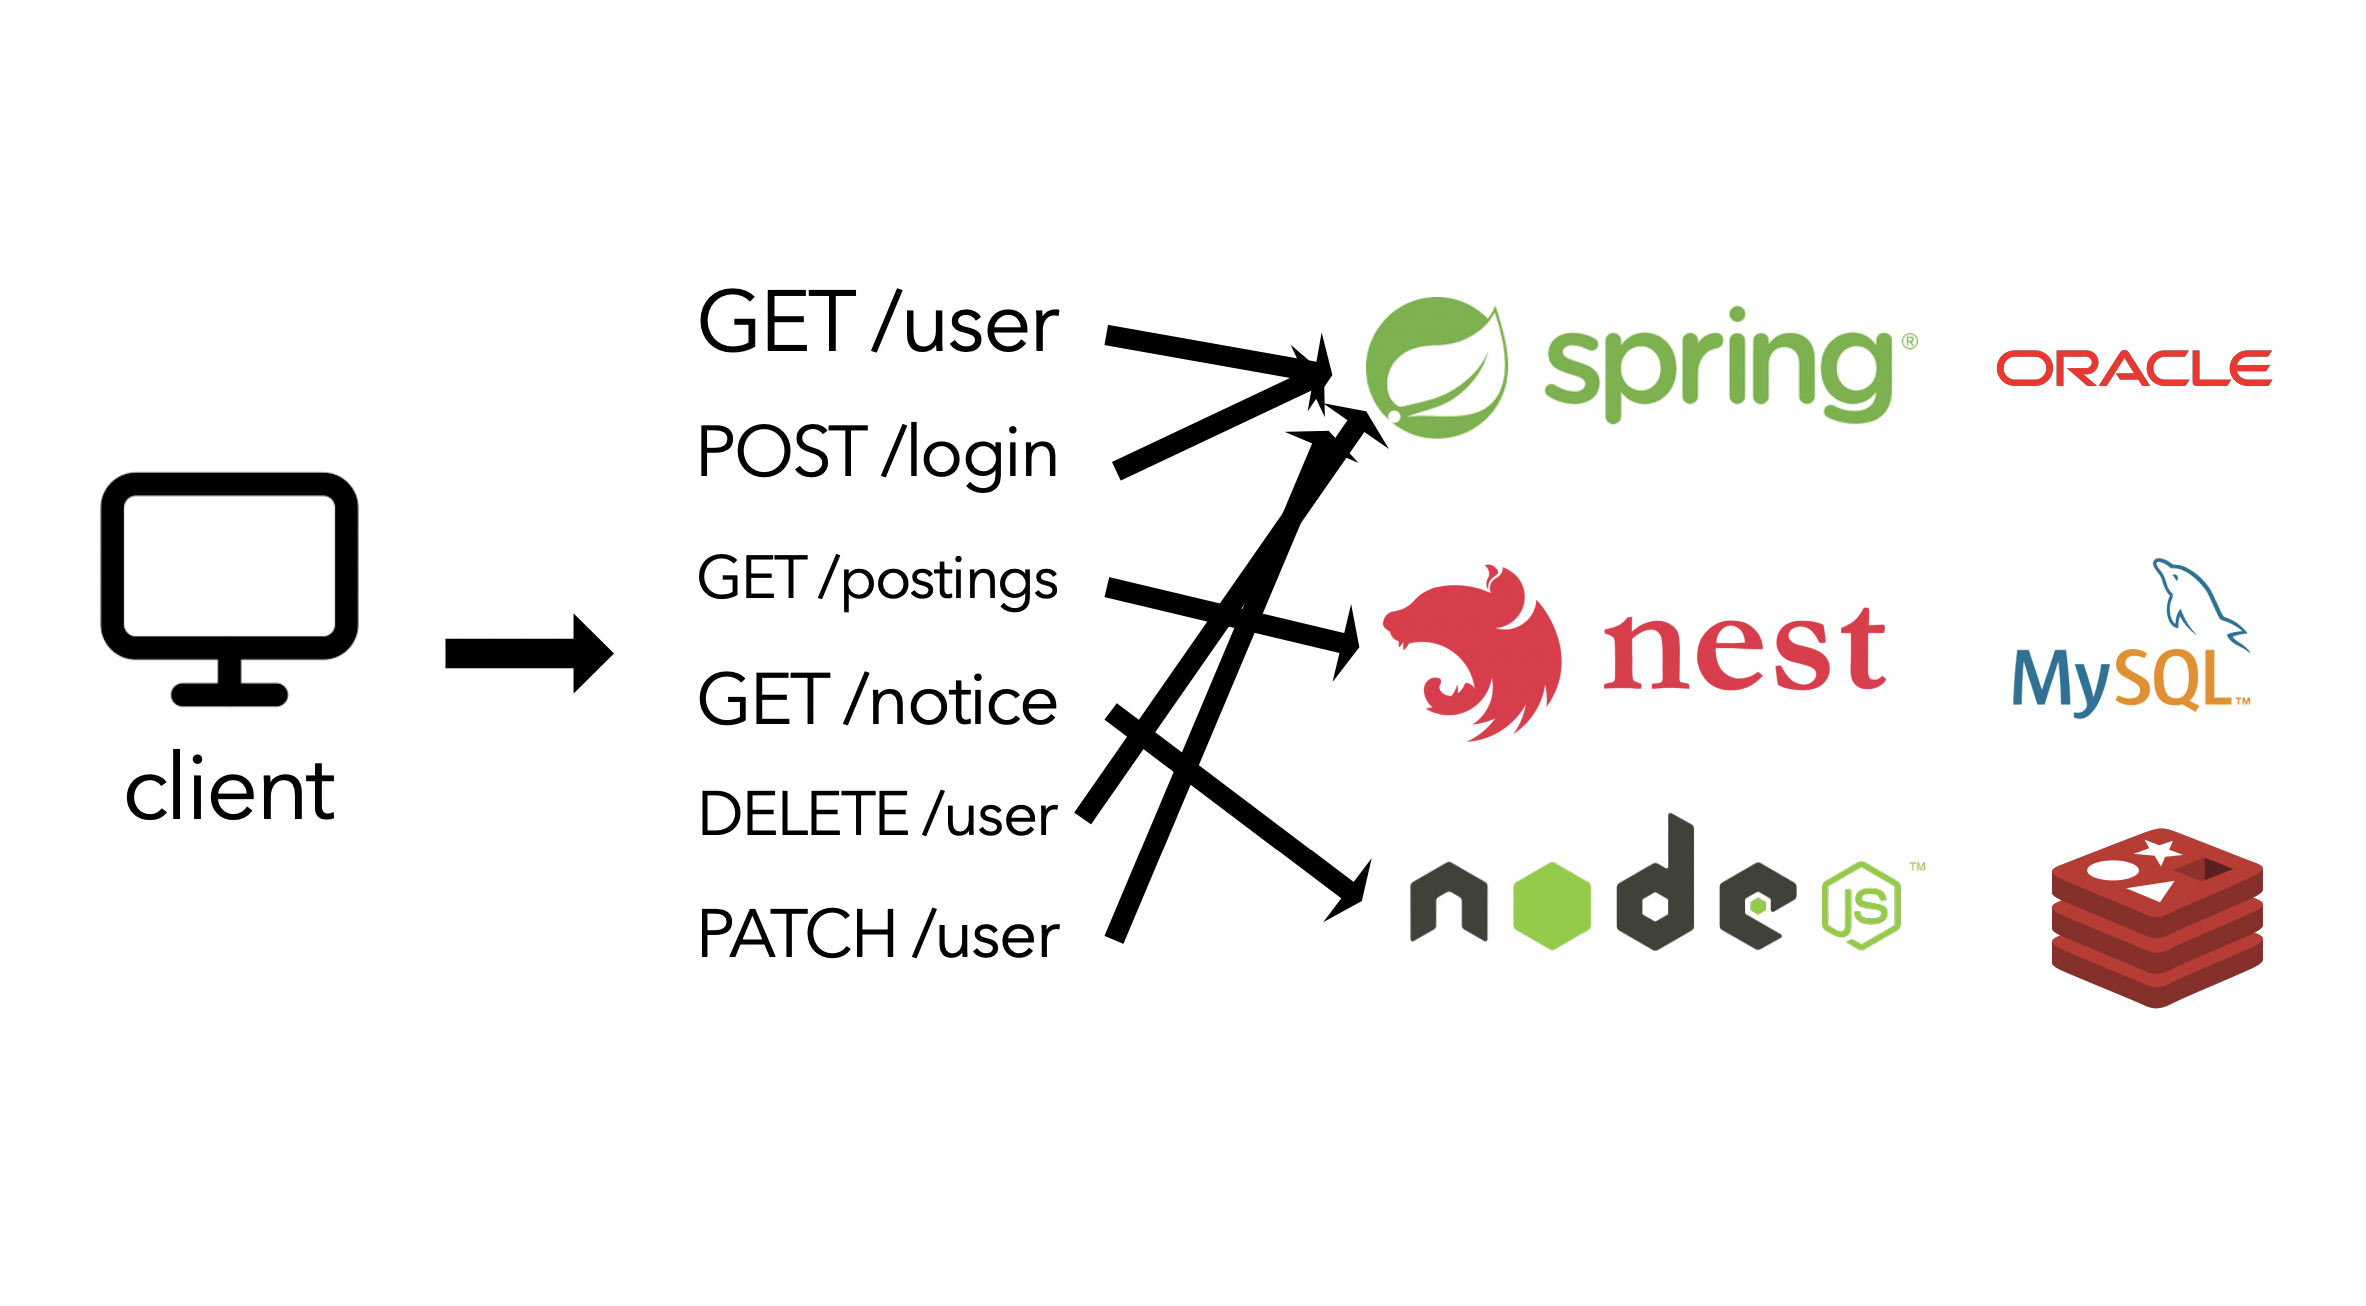 GET /user
POST /login
GET /postings
GET /notice
DELETE /user
PATCH /user
client
spring®
nest
node JS™
ORACLE
MySQL™